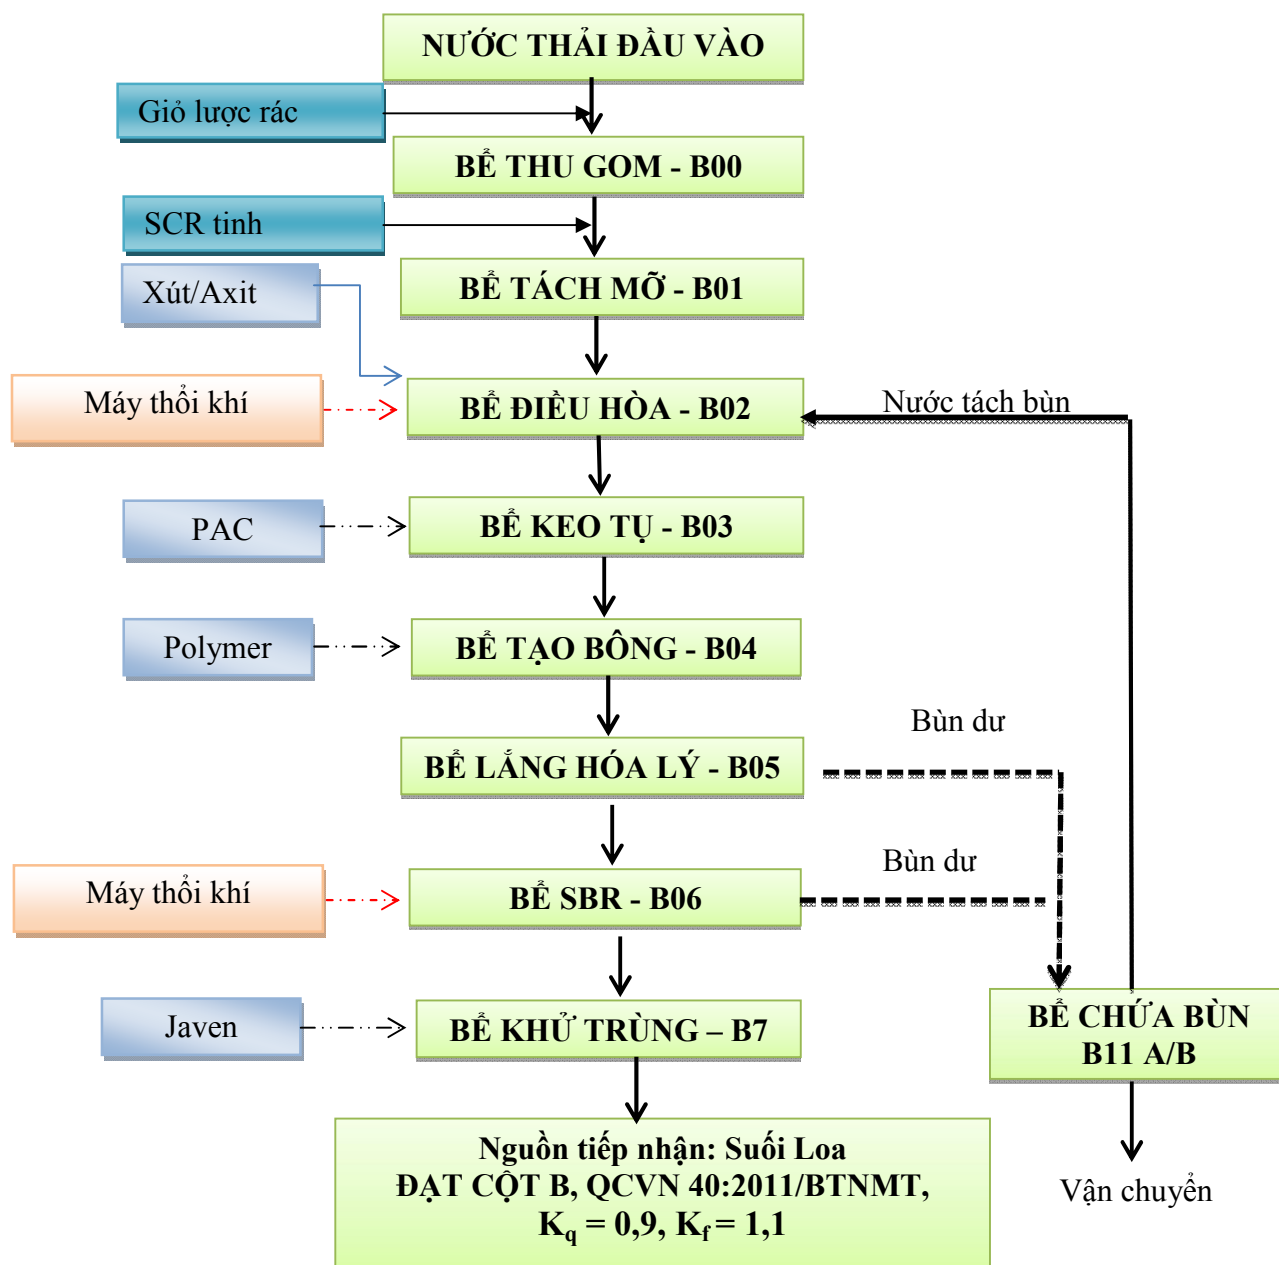 NƯỚC THẢI ĐẦU VÀO
Giỏ lược rác
BỂ THU GOM - B00
SCR tinh
BỂ TÁCH MỠ - B01
Xút/Axit
Máy thổi khí
BỂ ĐIỀU HÒA - B02
Nước tách bùn
PAC
BỂ KEO TỤ - B03
Polymer
BỂ TẠO BÔNG - B04
Bùn dư
BỂ LẮNG HÓA LÝ - B05
Máy thổi khí
BỂ SBR - B06
Bùn dư
Javen
BỂ KHỬ TRÙNG – B7
BỂ CHỨA BÙN
B11 A/B
Nguồn tiếp nhận: Suối Loa
ĐẠT CỘT B, QCVN 40:2011/BTNMT,
Kq = 0,9, Kf = 1,1
Vận chuyển